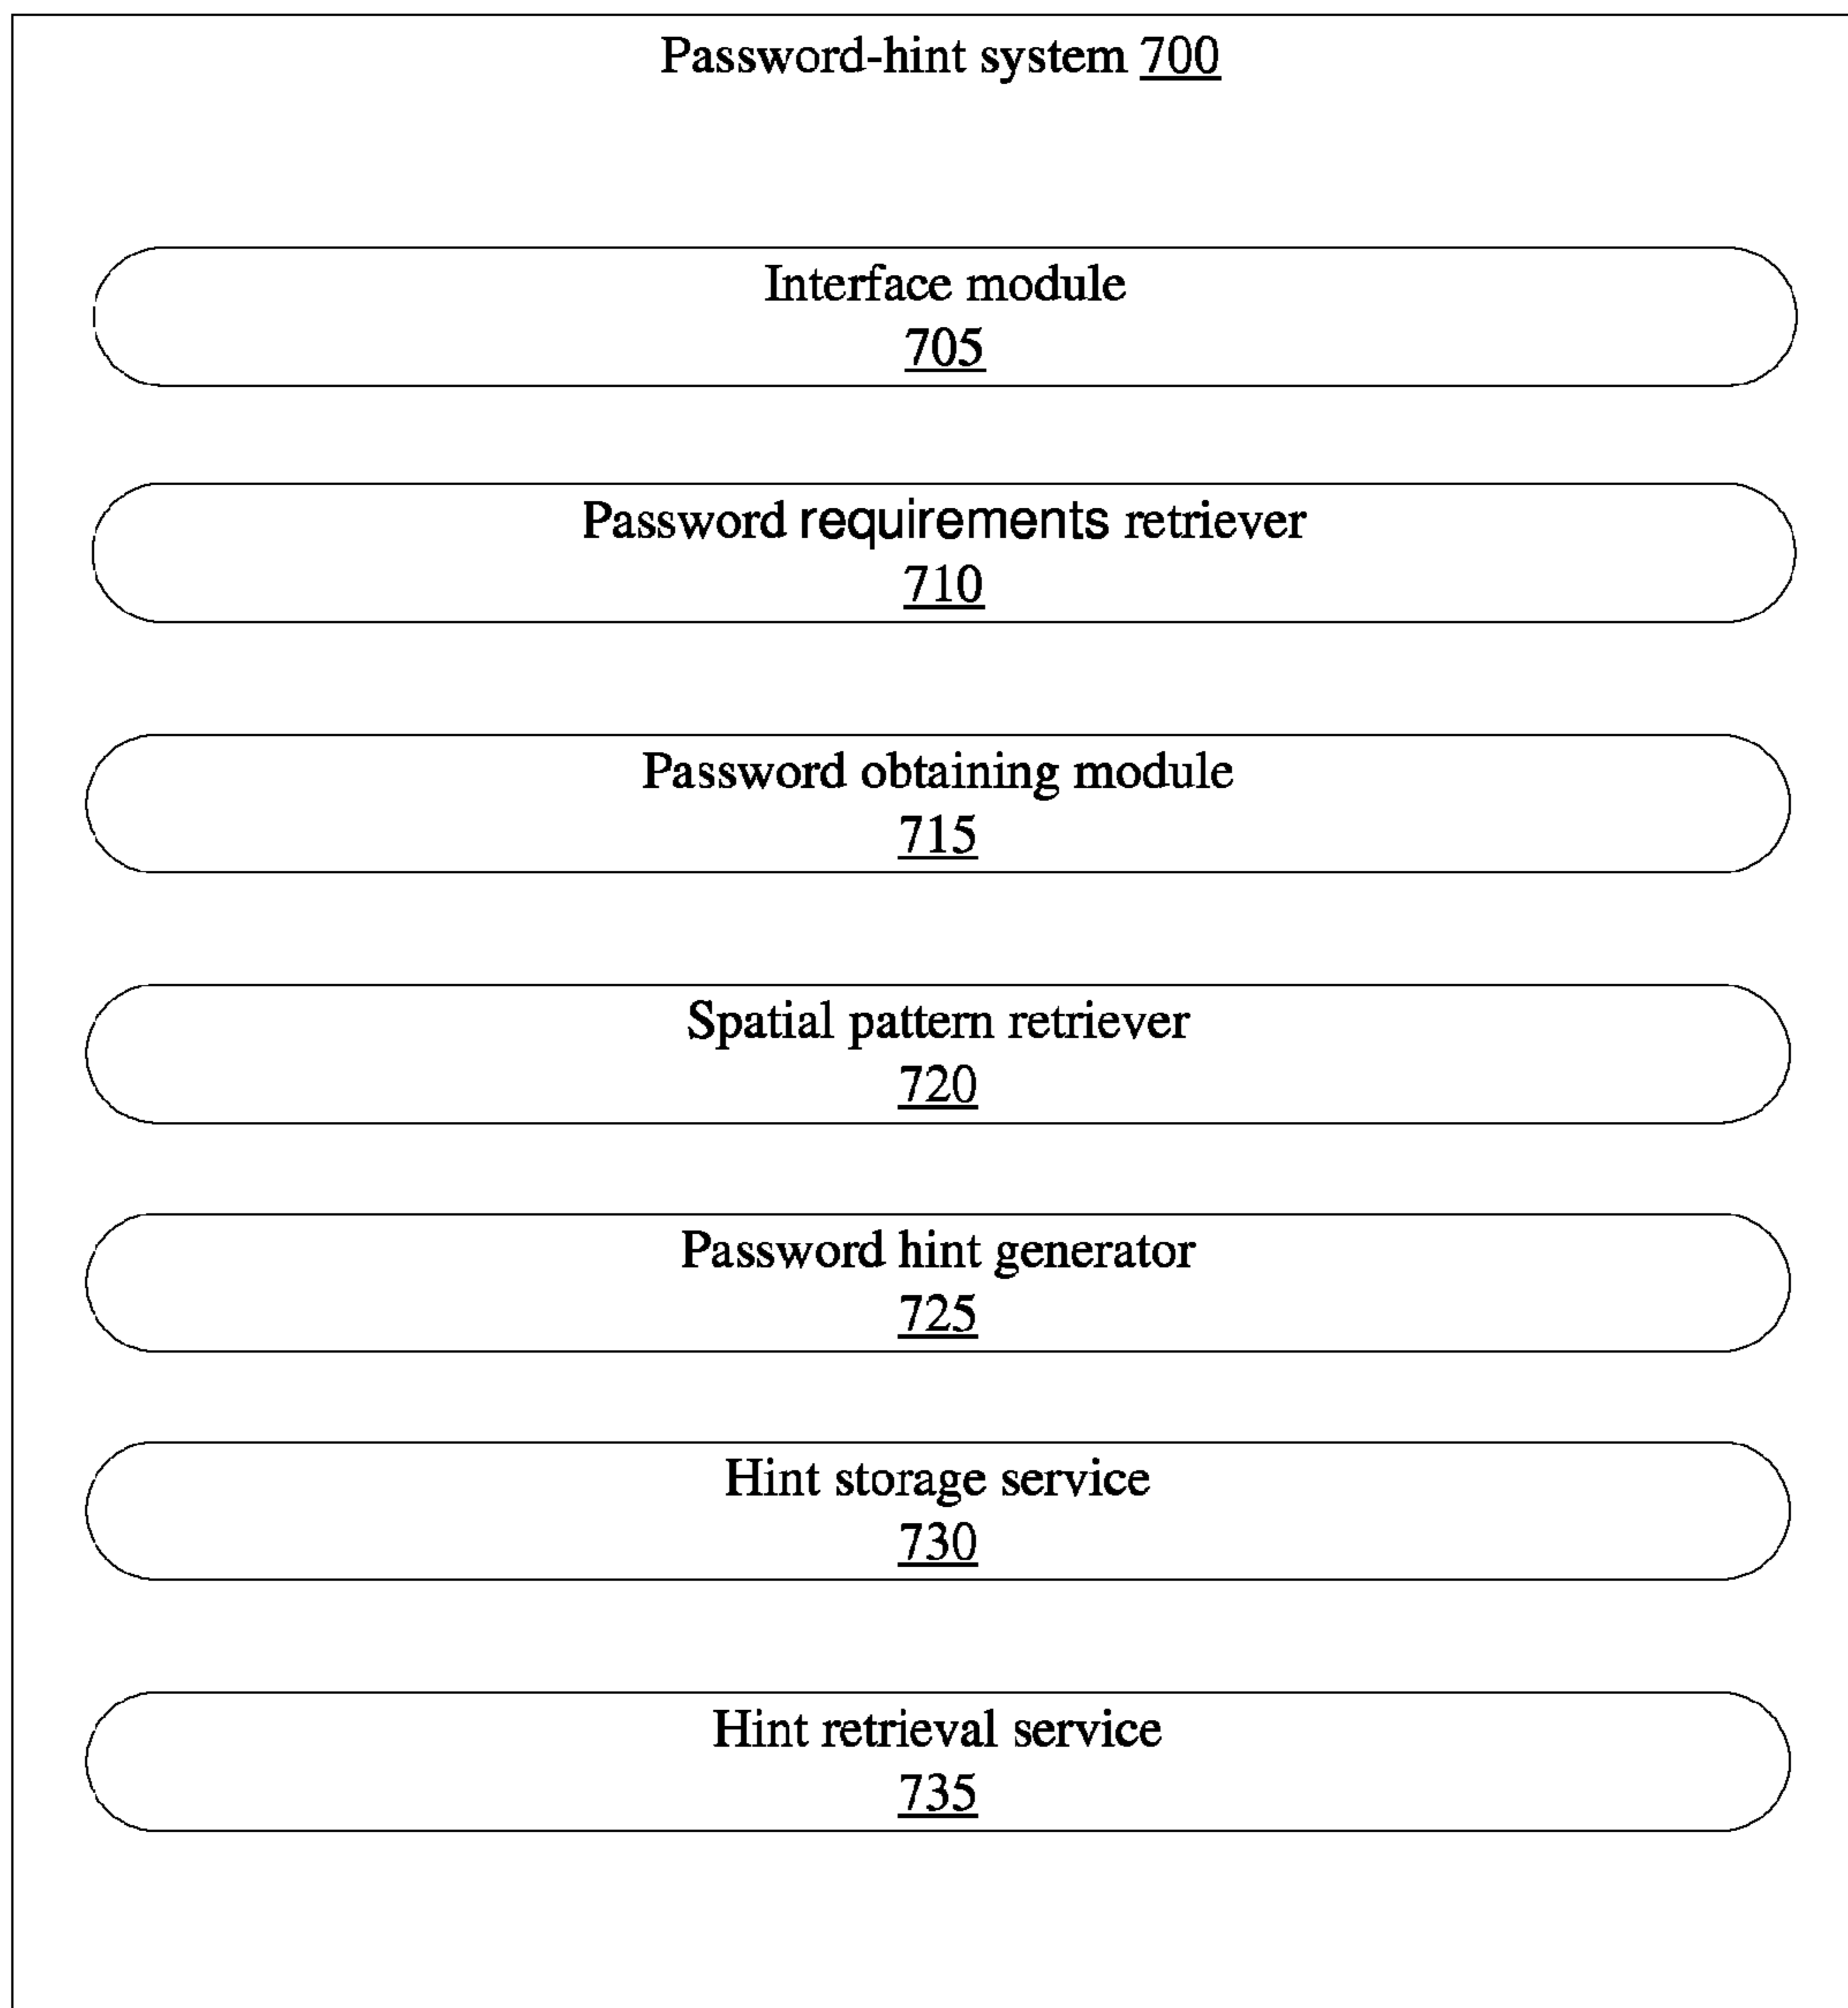 Password-hint system 700
Interface module
705
Password requirements retriever
710
Password obtaining module
715
Spatial pattern retriever
720
Password hint generator
725
Hint storage service
730
Hint retrieval service
735